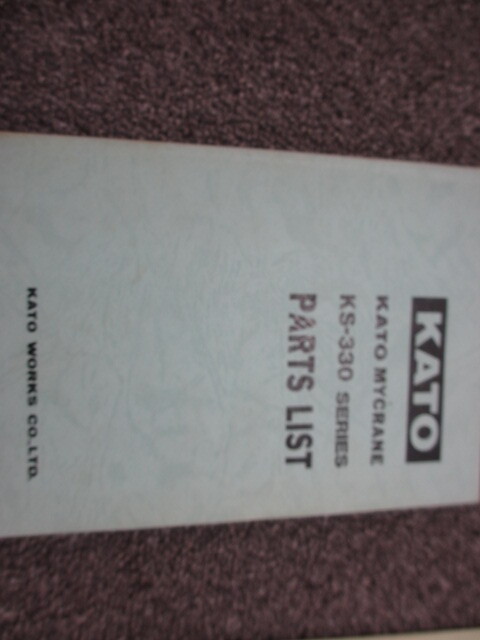 KATO
KATO MYCRANE
KS-330 SERIES
PARTS LIST
KATO WORKS CO.,LTD.